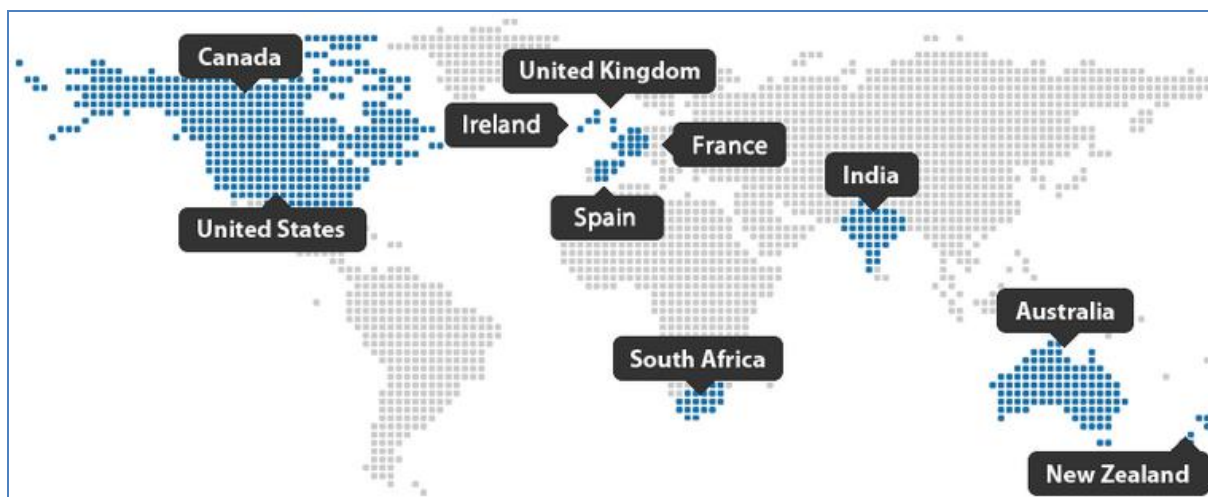 Canada
United Kingdom
Ireland
France
India
Spain
United States
Australia
South Africa
New Zealand